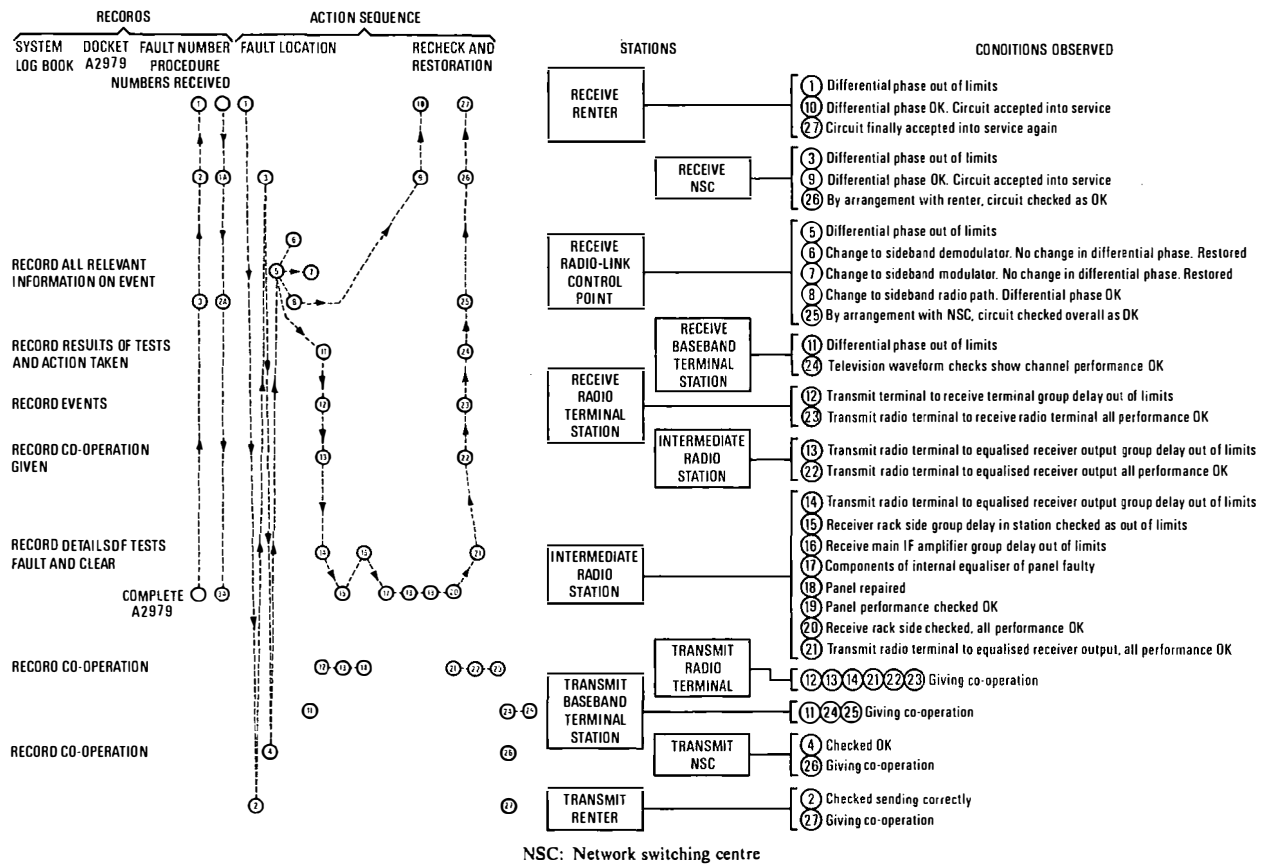 RECOROS
ACTION SEQUENCE
SYSTEM LOG BOOK
DOCKET A2979
FAULT NUMBER PROCEDURE NUMBERS RECEIVED
FAULT LOCATION
RECHECK AND RESTORATION
STATIONS
CONDITIONS OBSERVED
RECORD ALL RELEVANT
INFORMATION ON EVENT
RECORD RESULTS OF TESTS
AND ACTION TAKEN
RECORD EVENTS
RECORD CO-OPERATION
GIVEN
RECORD DETAILS OF TESTS
FAULT AND CLEAR
COMPLETE
A2979
RECORO CO-OPERATION
RECORD CO-OPERATION
RECEIVE
RENTER
1 Differential phase out of limits
10 Differential phase OK. Circuit accepted into service
27 Circuit finally accepted into service again
RECEIVE
NSC
3 Differential phase out of limits
9 Differential phase OK. Circuit accepted into service
26 By arrangement with renter, circuit checked as OK
RECEIVE
RADIO-LINK
CONTROL
POINT
5 Differential phase out of limits
6 Change to sideband demodulator. No change in differential phase. Restored
7 Change to sideband modulator. No change in differential phase. Restored
8 Change to sideband radio path. Differential phase OK
25 By arrangement with NSC, circuit checked overall as OK
RECEIVE
BASEBAND
TERMINAL
STATION
11 Differential phase out of limits
24 Television waveform checks show channel performance OK
RECEIVE
RADIO
TERMINAL
STATION
12 Transmit terminal to receive terminal group delay out of limits
23 Transmit radio terminal to receive radio terminal all performance OK
INTERMEDIATE
RADIO
STATION
13 Transmit radio terminal to equalised receiver output group delay out of limits
22 Transmit radio terminal to equalised receiver output all performance OK
INTERMEDIATE
RADIO
STATION
14 Transmit radio terminal to equalised receiver output group delay out of limits
15 Receiver rack side group delay in station checked as out of limits
16 Receive main IF amplifier group delay out of limits
17 Components of internal equaliser of panel faulty
18 Panel repaired
19 Panel performance checked OK
20 Receive rack side checked, all performance OK
21 Transmit radio terminal to equalised receiver output, all performance OK
TRANSMIT
RADIO
TERMINAL
12 13 14 21 22 23 Giving co-operation
TRANSMIT
BASEBAND
TERMINAL
STATION
11 24 25 Giving co-operation
TRANSMIT
NSC
4 Checked OK
26 Giving co-operation
TRANSMIT
RENTER
2 Checked sending correctly
27 Giving co-operation
NSC: Network switching centre